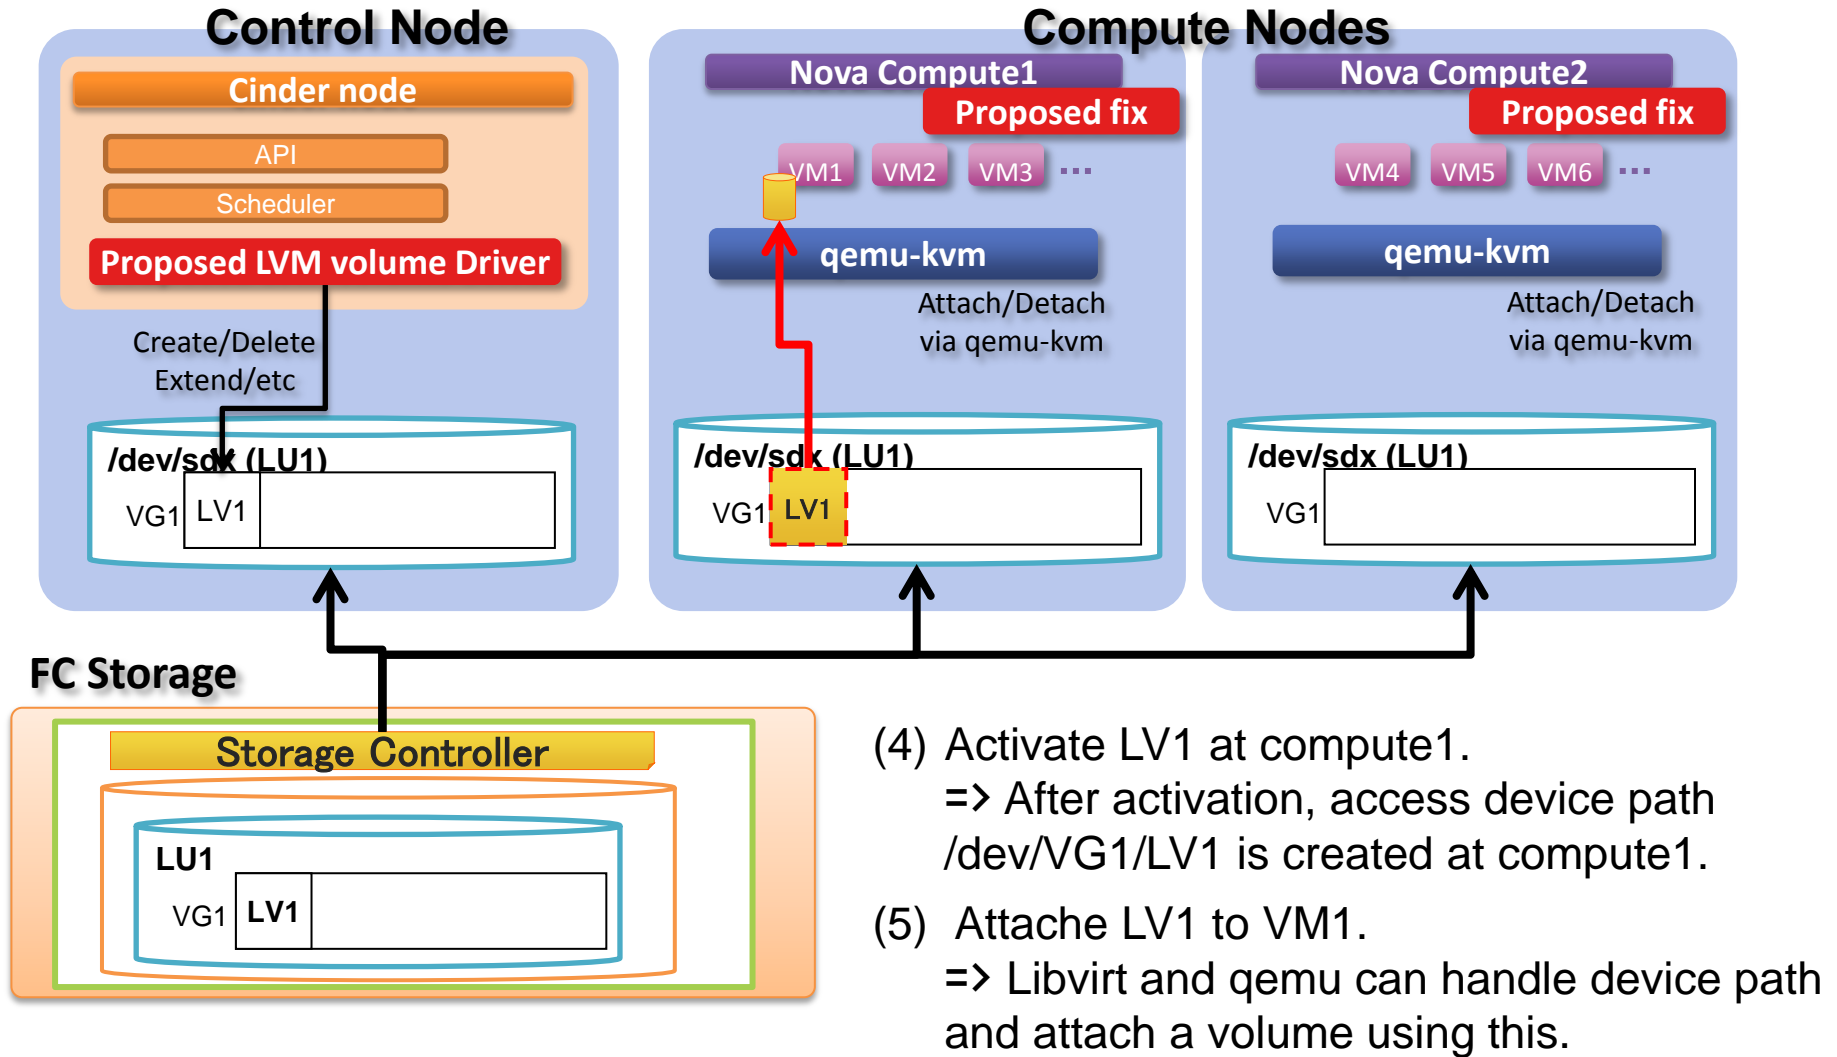 Control Node
Cinder node
API
Scheduler
Proposed LVM volume Driver
Create/Delete
Extend/etc
/dev/sdx (LU1)
VG1
LV1
Compute Nodes
Nova Compute1
Proposed fix
VM1
VM2
VM3
...
qemu-kvm
Attach/Detach
via qemu-kvm
/dev/sdx (LU1)
VG1
LV1
Nova Compute2
Proposed fix
VM4
VM5
VM6
...
qemu-kvm
Attach/Detach
via qemu-kvm
/dev/sdx (LU1)
VG1
FC Storage
Storage Controller
LU1
VG1
LV1
(4) Activate LV1 at compute1.
=> After activation, access device path
/dev/VG1/LV1 is created at compute1.
(5) Attache LV1 to VM1.
=> Libvirt and qemu can handle device path
and attach a volume using this.